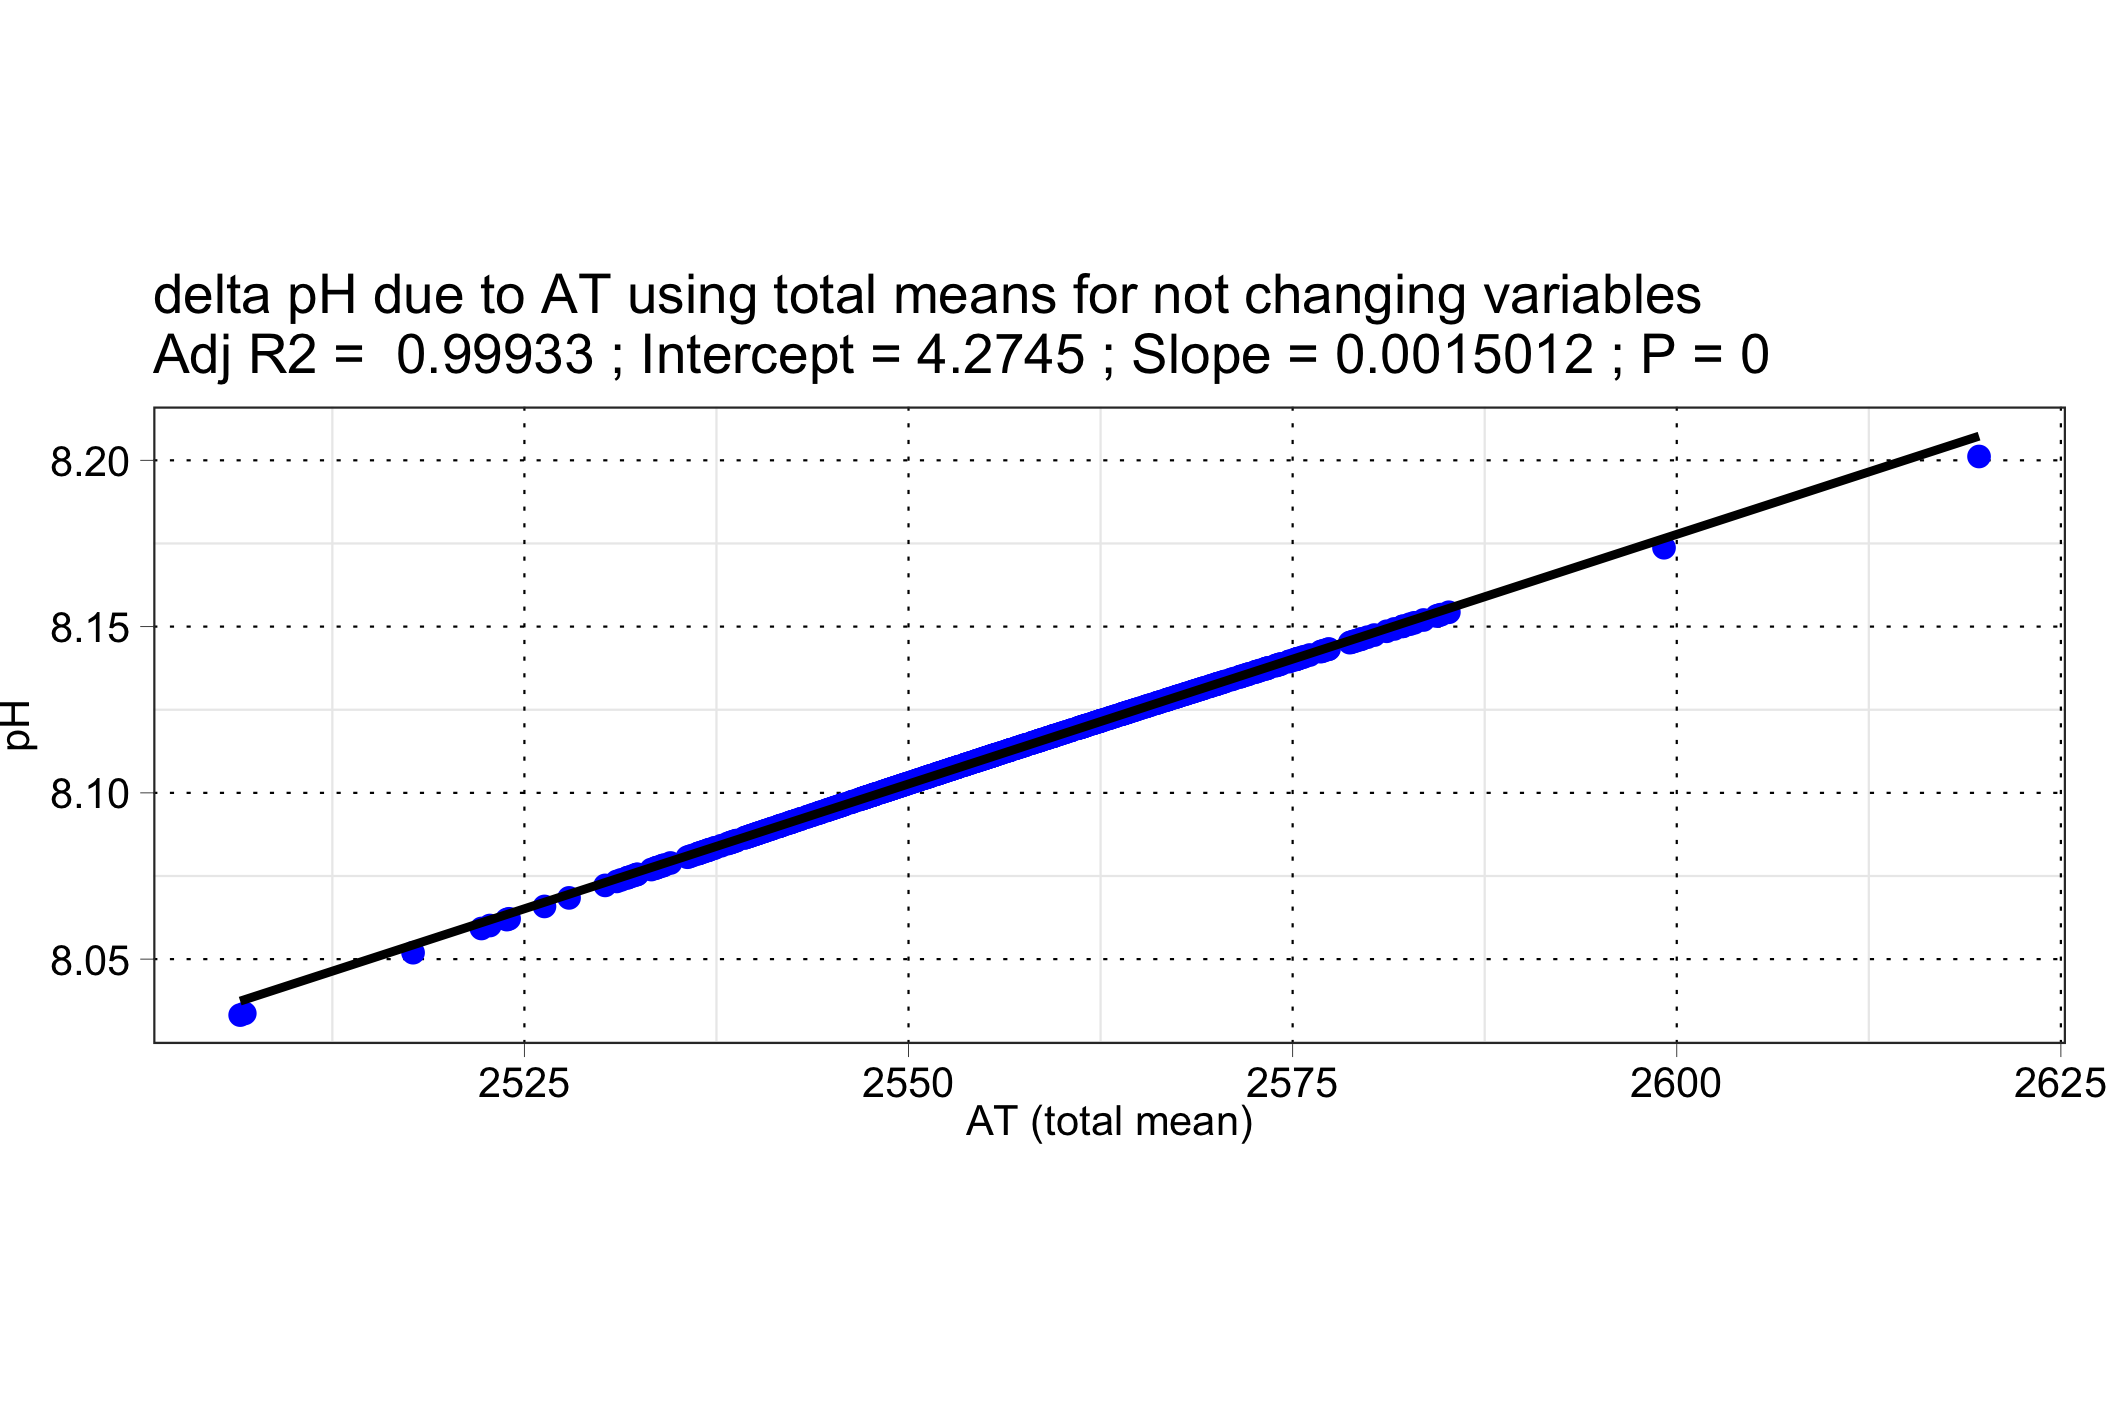 delta pH due to AT using total means for not changing variables
Adj R2 =  0.99933 ; Intercept = 4.2745 ; Slope = 0.0015012 ; P = 0
8.20
8.15
8.10
8.05
pH
2525
2550
2575
2600
2625
AT (total mean)